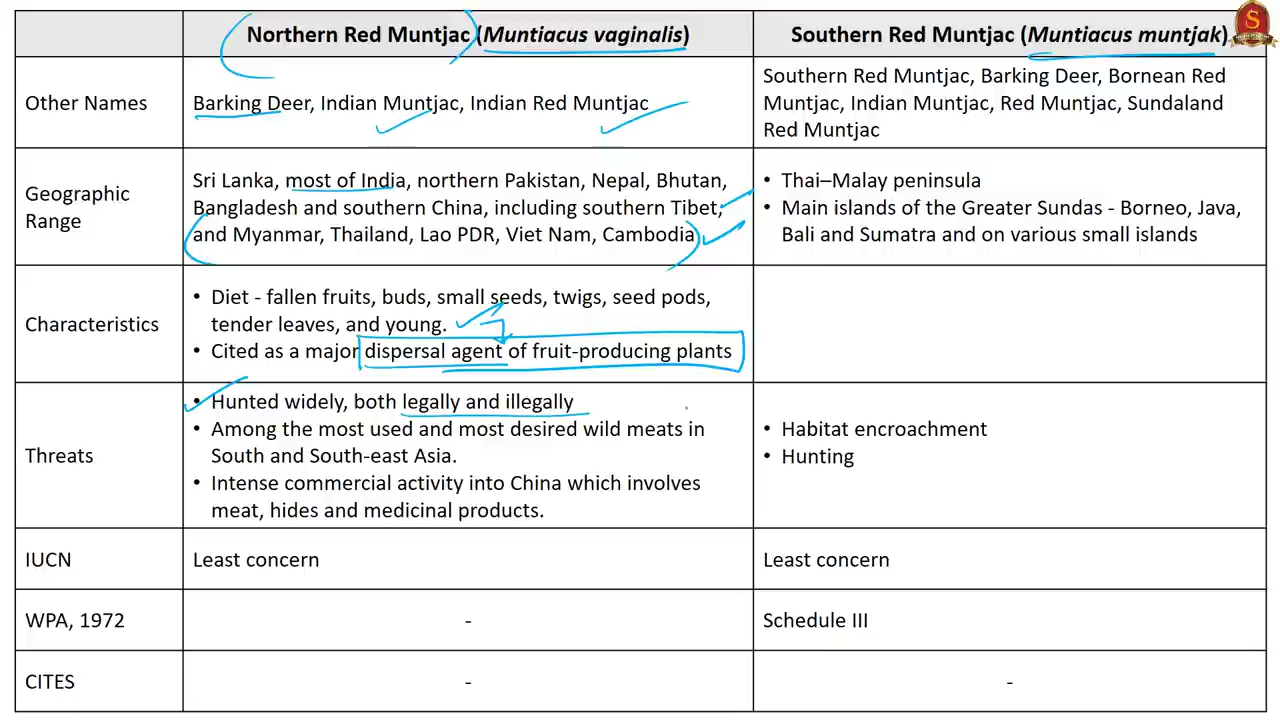 Northern Red Muntjac (Muntiacus vaginalis)
Southern Red Muntjac (Muntiacus muntjak)
S
Other Names
Barking Deer, Indian Muntjac, Indian Red Muntjac
Southern Red Muntjac, Barking Deer, Bornean Red
Muntjac, Indian Muntjac, Red Muntjac, Sundaland
Red Muntjac
Geographic
Range
Sri Lanka, most of India, northern Pakistan, Nepal, Bhutan,
Bangladesh and southern China, including southern Tibet,
and Myanmar, Thailand, Lao PDR, Viet Nam, Cambodia
• Thai–Malay peninsula
• Main islands of the Greater Sundas - Borneo, Java,
Bali and Sumatra and on various small islands
Characteristics
• Diet - fallen fruits, buds, small seeds, twigs, seed pods,
tender leaves, and young.
• Cited as a major dispersal agent of fruit-producing plants
Threats
• Hunted widely, both legally and illegally
• Among the most used and most desired wild meats in
South and South-east Asia.
• Intense commercial activity into China which involves
meat, hides and medicinal products.
• Habitat encroachment
• Hunting
IUCN
Least concern
Least concern
WPA, 1972
-
Schedule III
CITES
-
-